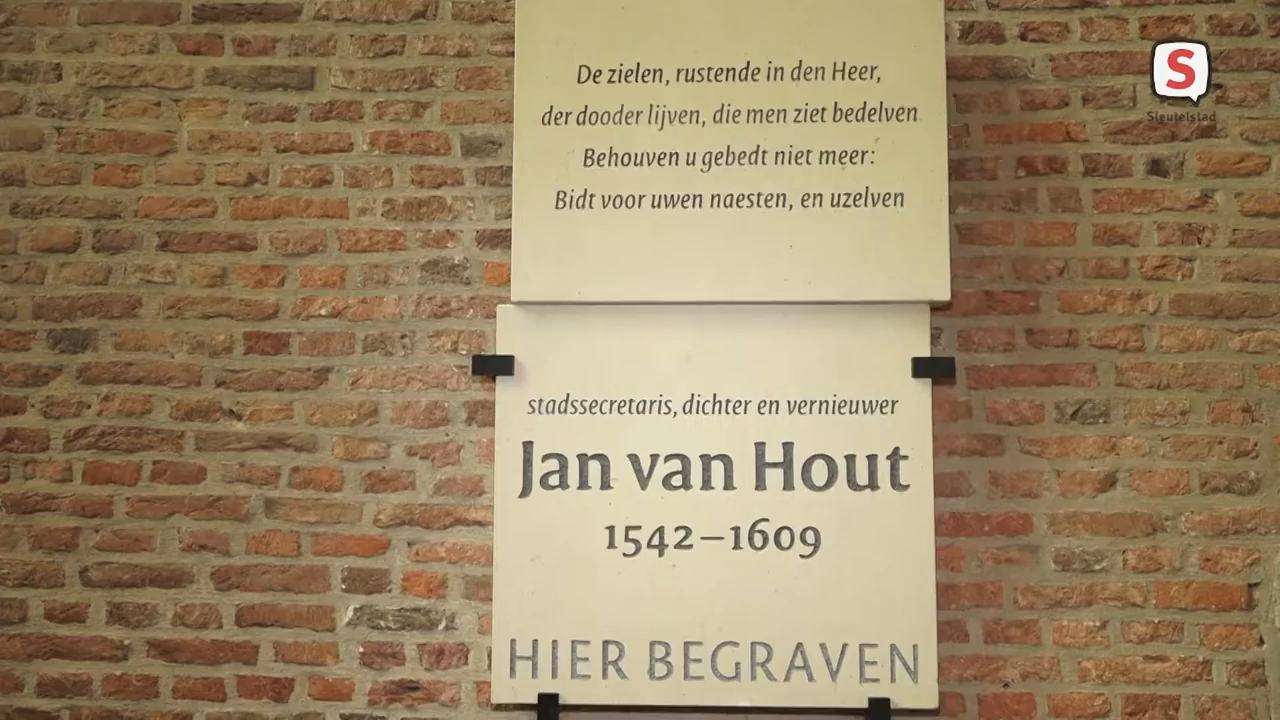 De zielen, rustende in den Heer,
der dooder lijven, die men ziet bedelven
Behouven u gebedt niet meer:
Bidt voor uwen naesten, en uzelven
stadssecretaris, dichter en vernieuwer
Jan van Hout
1542–1609
HIER BEGRAVEN
S
Sleutelstad